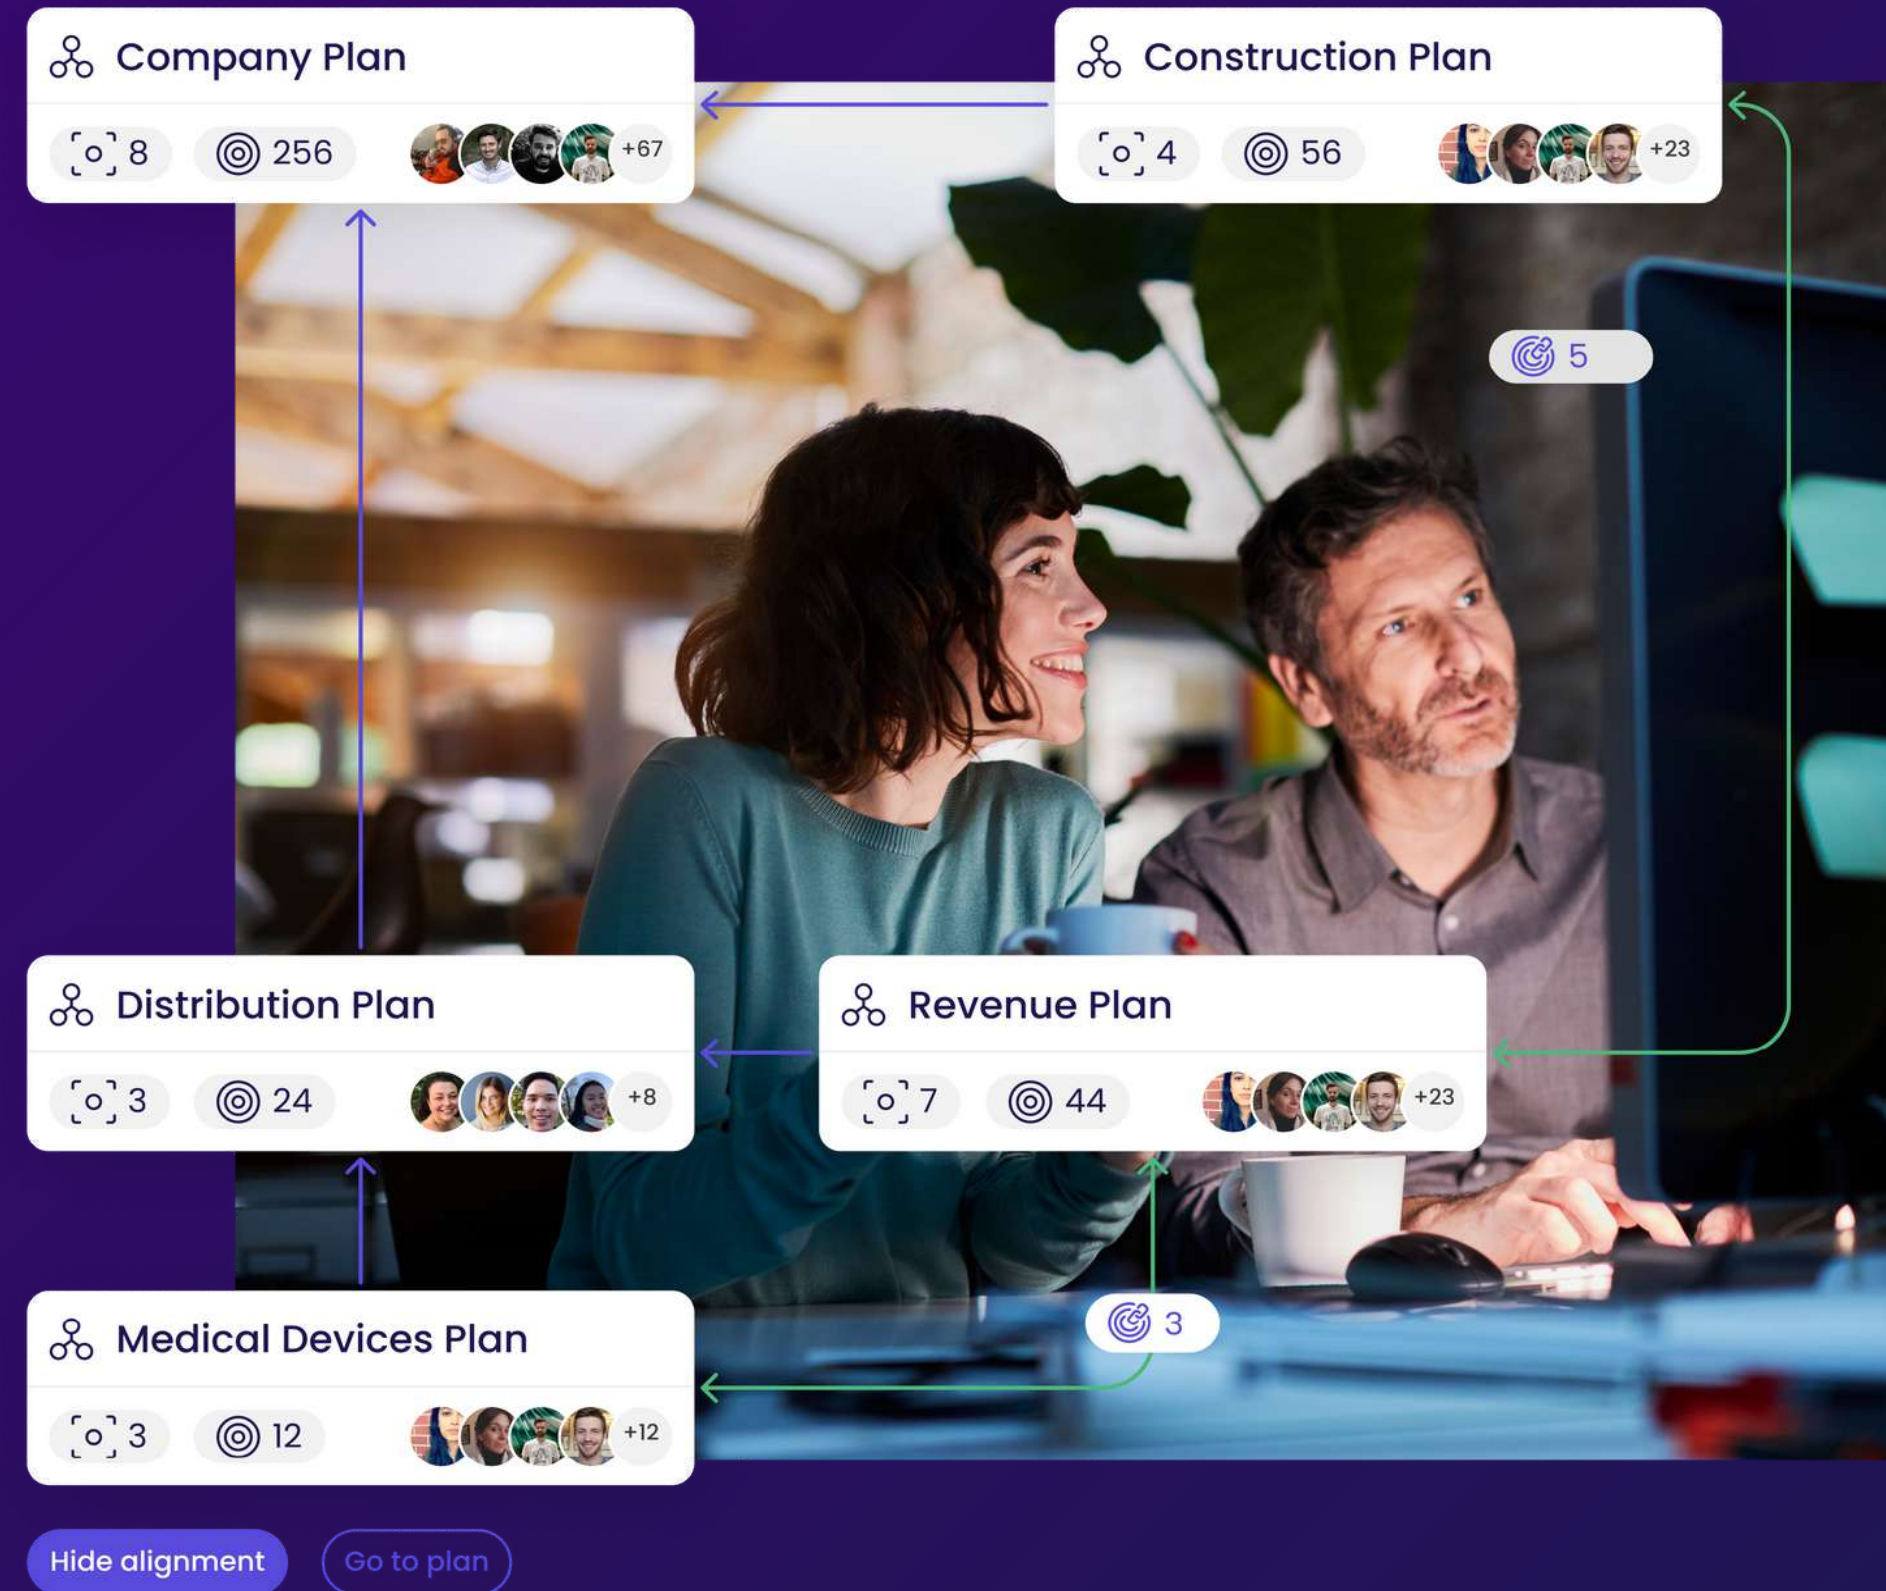 Company Plan
8 256 +67
Construction Plan
4 56 +23
5
Distribution Plan
3 24 +8
Revenue Plan
7 44 +23
3
Medical Devices Plan
3 12 +12
Hide alignment Go to plan